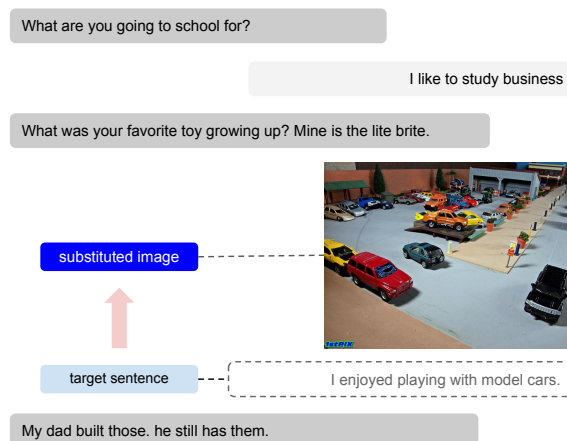 What are you going to school for?
I like to study business
What was your favorite toy growing up? Mine is the lite brite.
substituted image
1stPIX
target sentence
I enjoyed playing with model cars.
My dad built those. he still has them.